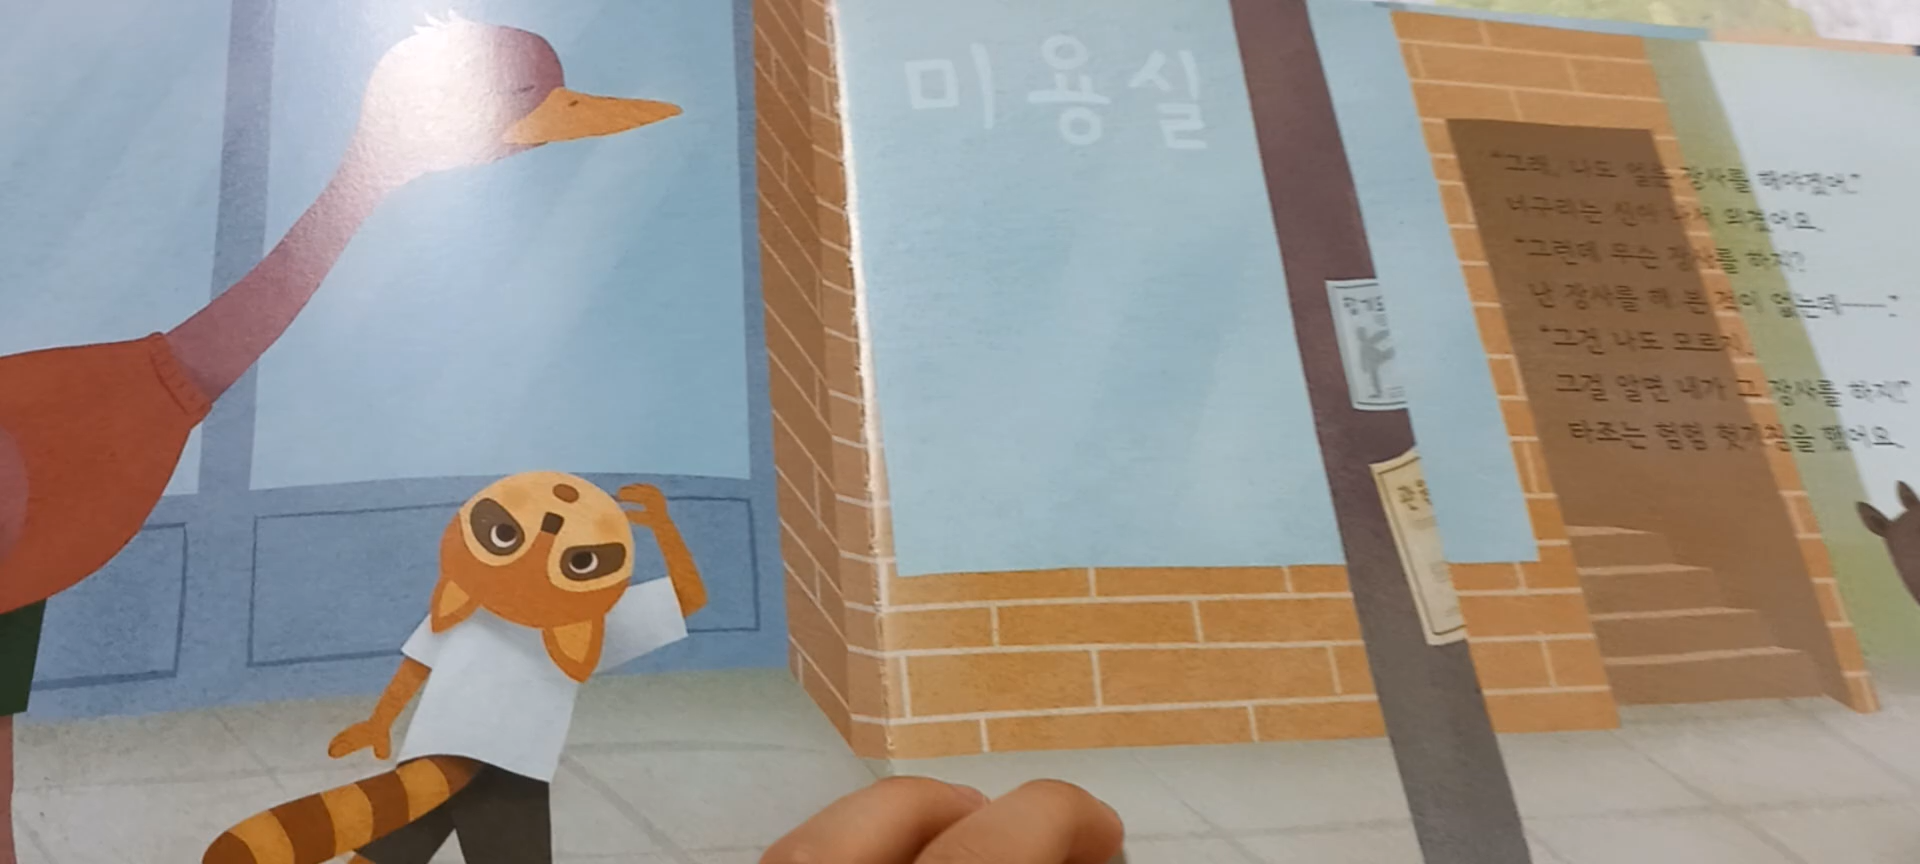 미용실
"그래, 나도 얼른 장사를 해야겠어."
너구리는 신이 나서 외쳤어요.
"그런데 무슨 장사를 하지?
난 장사를 해 본 적이 없는데……."
"그건 나도 모르지.
그걸 알면 내가 그 장사를 하지!"
타조는 험험 헛기침을 했어요.